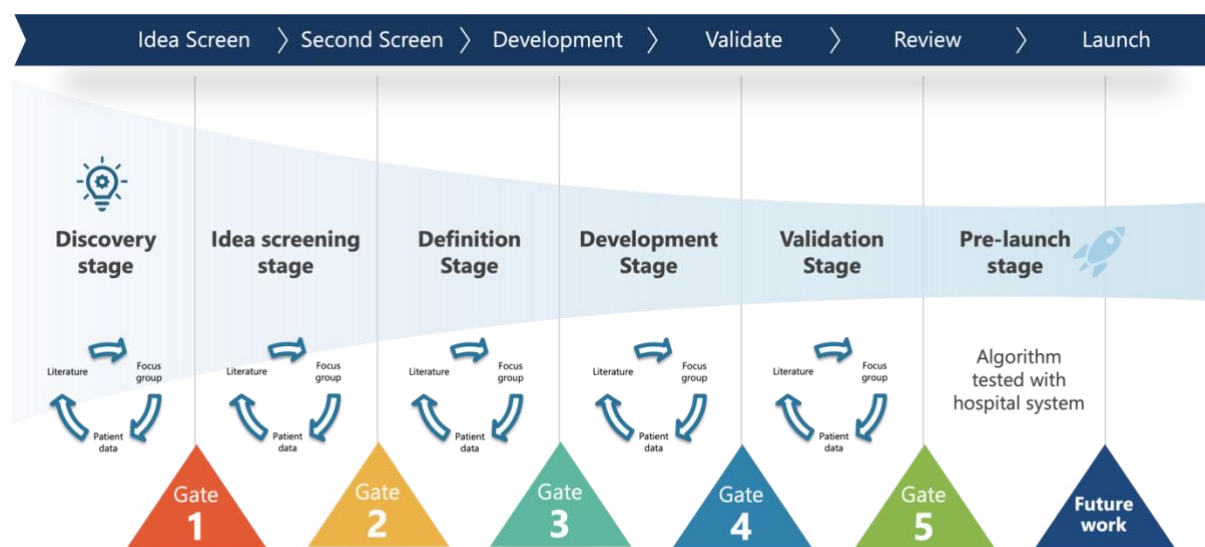 Idea Screen
Second Screen
Development
Validate
Review
Launch
Discovery
stage
Idea screening
stage
Definition
Stage
Development
Stage
Validation
Stage
Pre-launch
stage
Literature
Focus
group
Patient
data
Literature
Focus
group
Patient
data
Literature
Focus
group
Patient
data
Literature
Focus
group
Patient
data
Literature
Focus
group
Patient
data
Algorithm
tested with
hospital system
Gate
1
Gate
2
Gate
3
Gate
4
Gate
5
Future
work